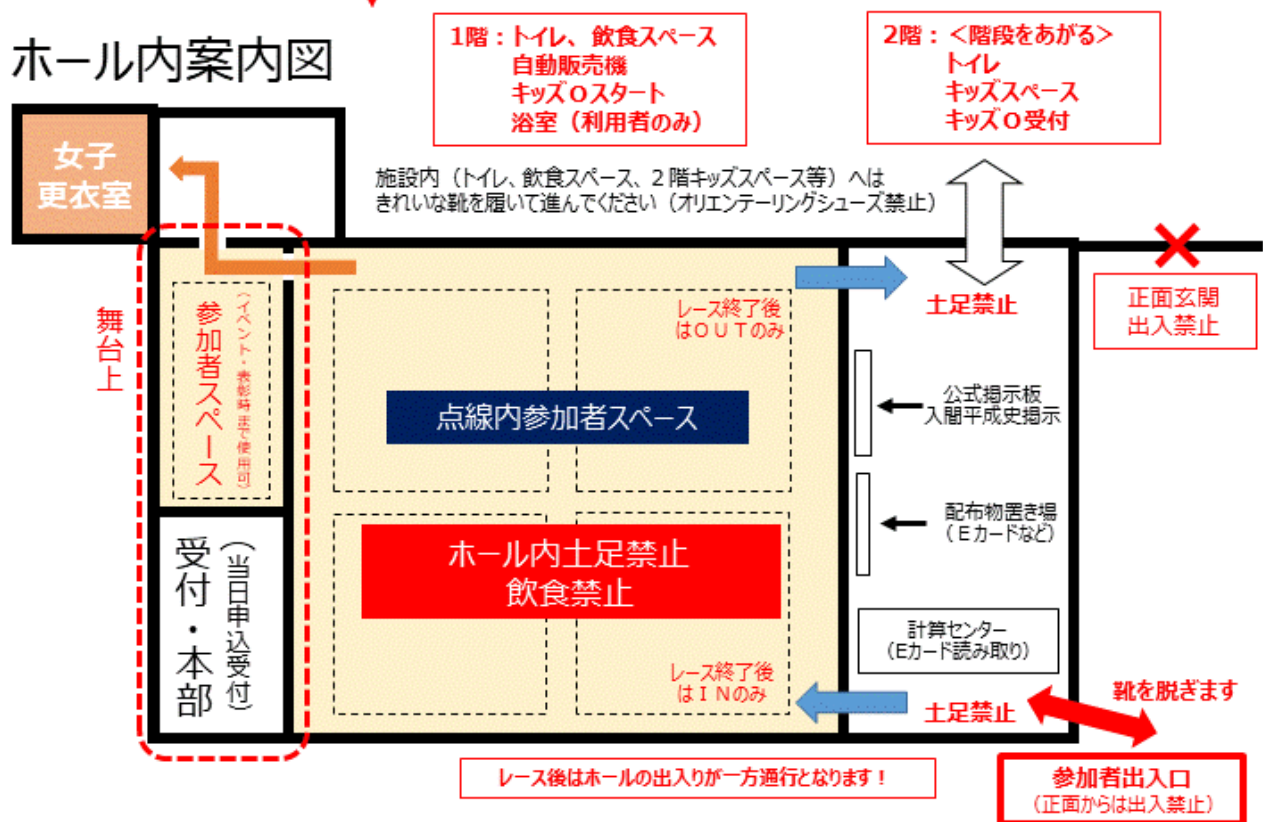 ホール内案内図
1階：トイレ、飲食スペース
自動販売機
キッズOスタート
浴室（利用者のみ）
2階：＜階段をあがる＞
トイレ
キッズスペース
キッズO受付
女子
更衣室
施設内（トイレ、飲食スペース、2階キッズスペース等）へは
きれいな靴を履いて進んでください（オリエンテーリングシューズ禁止）
正面玄関
出入禁止
舞台上
参加者スペース
（イベント・表彰時まで使用可）
レース終了後
はOUTのみ
土足禁止
点線内参加者スペース
公式掲示板
入間平成史掲示
配布物置き場
（Eカードなど）
ホール内土足禁止
飲食禁止
受付・本部
（当日申込受付）
計算センター
（Eカード読み取り）
レース終了後
はINのみ
土足禁止
靴を脱ぎます
レース後はホールの出入りが一方通行となります！
参加者出入口
（正面からは出入禁止）